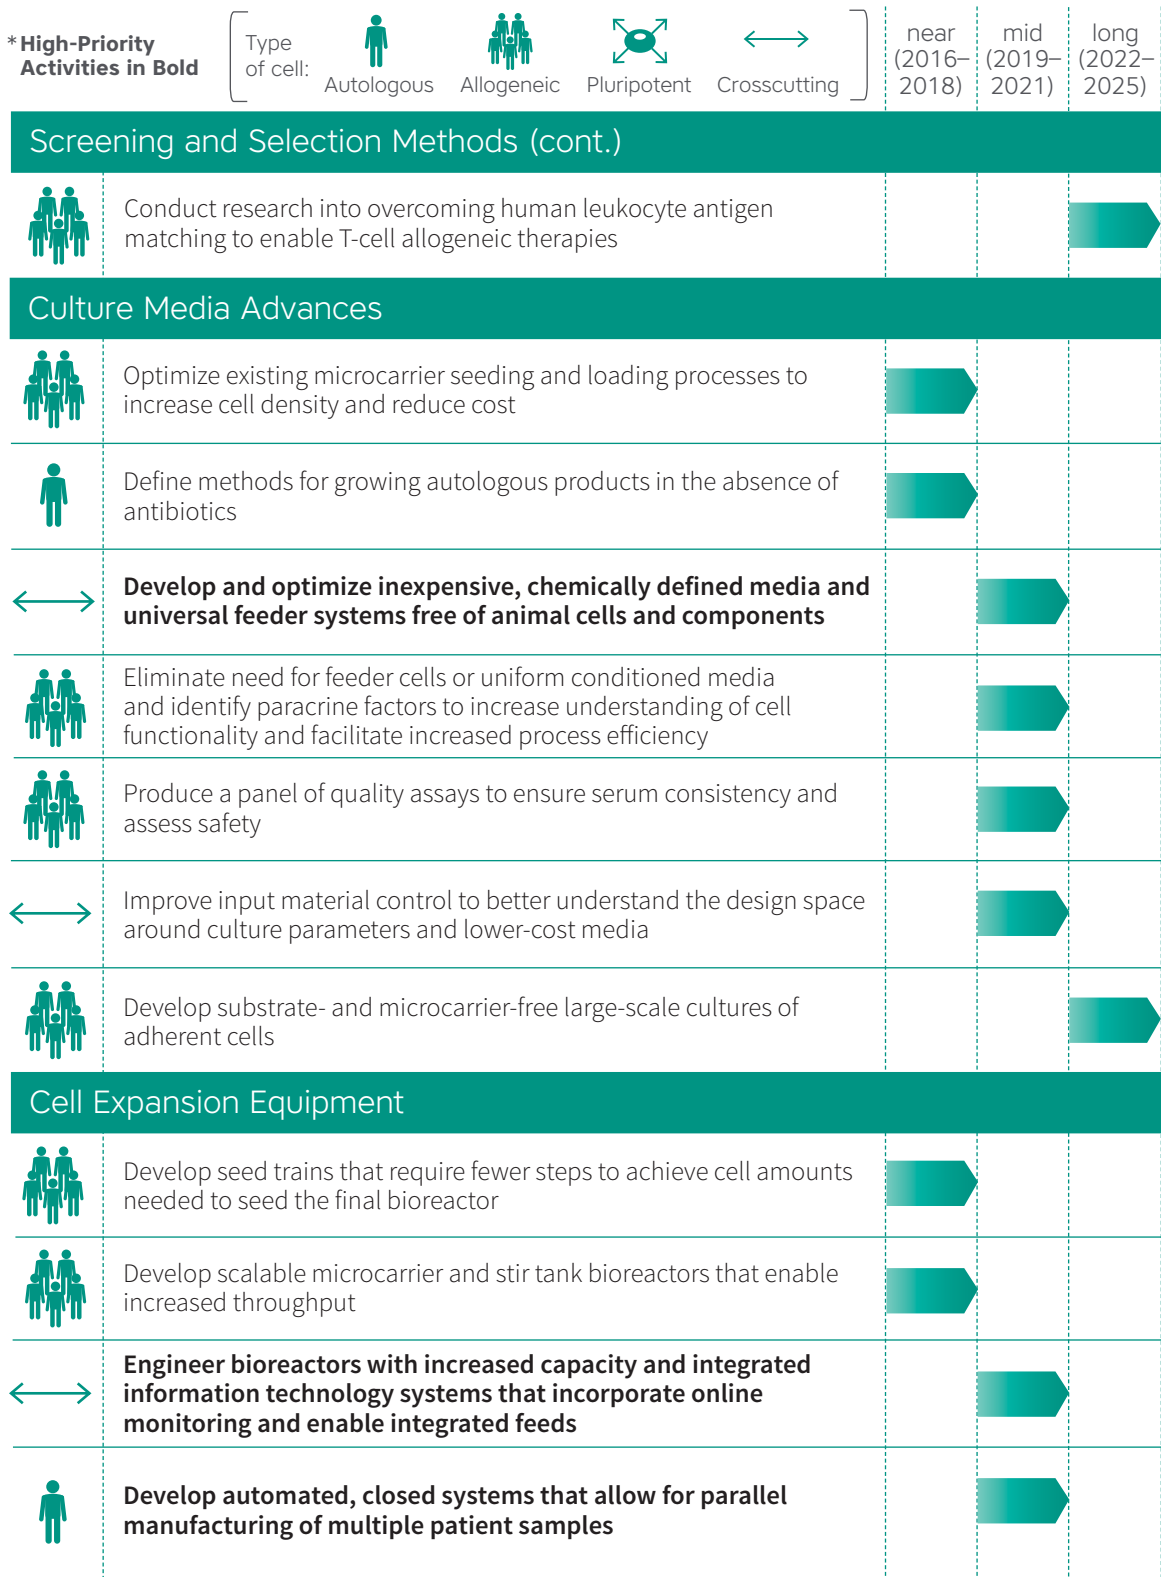 *High-Priority
Activities in Bold
Type
of cell:
Autologous
Allogeneic
Pluripotent
Crosscutting
near
(2016–
2018)
mid
(2019–
2021)
long
(2022–
2025)
Screening and Selection Methods (cont.)
Conduct research into overcoming human leukocyte antigen
matching to enable T-cell allogeneic therapies
Culture Media Advances
Optimize existing microcarrier seeding and loading processes to
increase cell density and reduce cost
Define methods for growing autologous products in the absence of
antibiotics
Develop and optimize inexpensive, chemically defined media and
universal feeder systems free of animal cells and components
Eliminate need for feeder cells or uniform conditioned media
and identify paracrine factors to increase understanding of cell
functionality and facilitate increased process efficiency
Produce a panel of quality assays to ensure serum consistency and
assess safety
Improve input material control to better understand the design space
around culture parameters and lower-cost media
Develop substrate- and microcarrier-free large-scale cultures of
adherent cells
Cell Expansion Equipment
Develop seed trains that require fewer steps to achieve cell amounts
needed to seed the final bioreactor
Develop scalable microcarrier and stir tank bioreactors that enable
increased throughput
Engineer bioreactors with increased capacity and integrated
information technology systems that incorporate online
monitoring and enable integrated feeds
Develop automated, closed systems that allow for parallel
manufacturing of multiple patient samples